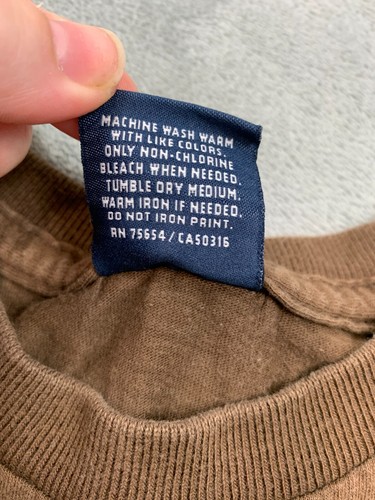 MACHINE WASH WARM
WITH LIKE COLORS.
ONLY NON-CHLORINE
BLEACH WHEN NEEDED.
TUMBLE DRY MEDIUM.
WARM IRON IF NEEDED.
DO NOT IRON PRINT.
RN 75654/CA50316